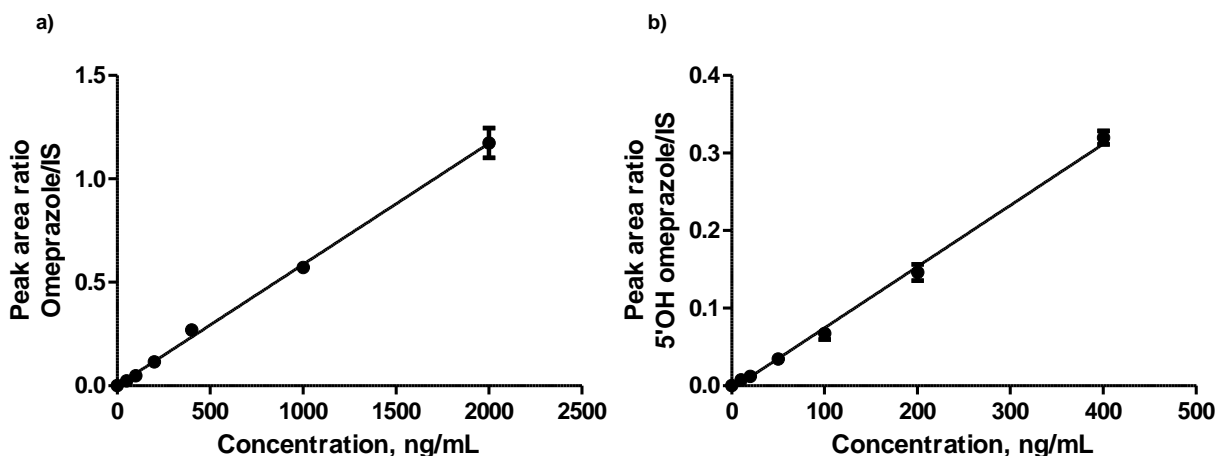 a)
Peak area ratio
Omeprazole/IS
1.5
1.0
0.5
0.0
0
500
1000
1500
2000
2500
Concentration, ng/mL
b)
Peak area ratio
5'OH omeprazole/IS
0.4
0.3
0.2
0.1
0.0
0
100
200
300
400
500
Concentration, ng/mL